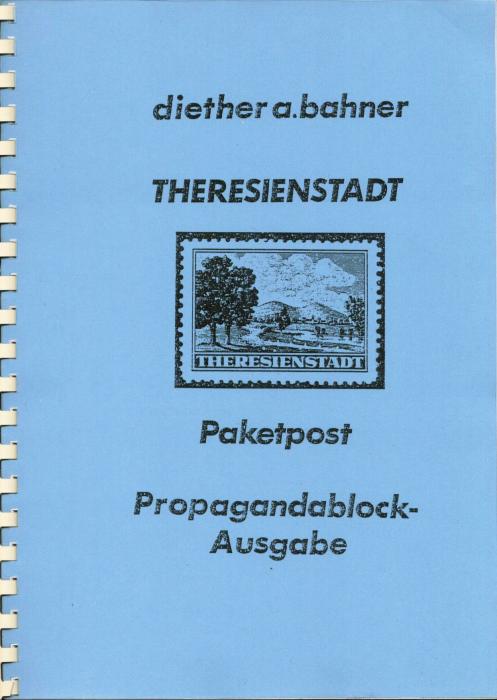 diether a.bahner
THERESIENSTADT
THERESIENSTADT
Paketpost
Propagandablock-
Ausgabe